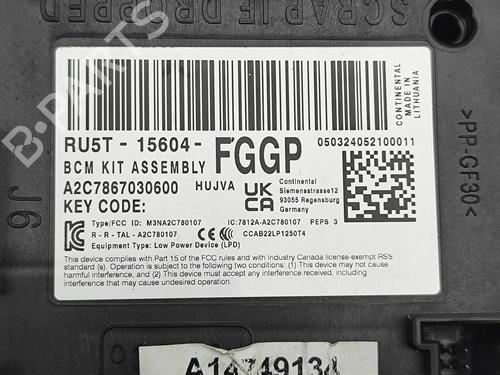 SCRAP IF DROPPED
CONTINENTAL
MADE IN
LITHUANIA
RU5T - 15604 - FGGP
050324052100011
BCM KIT ASSEMBLY
A2C7867030600 HUJVA
KEY CODE:
UK
CA
Continental
Siemensstrasse12
93055 Regensburg
Germany
Type/FCC ID: M3NA2C780107 IC:7812A-A2C780107 PEPS 3
R - R - TAL - A2C780107 CCAB22LP1250T4
Equipment Type: Low Power Device (LPD)
This device complies with Part 15 of the FCC rules and with Industry Canada license-exempt RSS
standard(s). Operation is subject to the following two conditions: (1) This device may not cause
harmful interference, and (2) this device must accept any interference received, including
interference that may cause undesired operation.
>PP-GF30<
J6
B-PARTS
A14749134